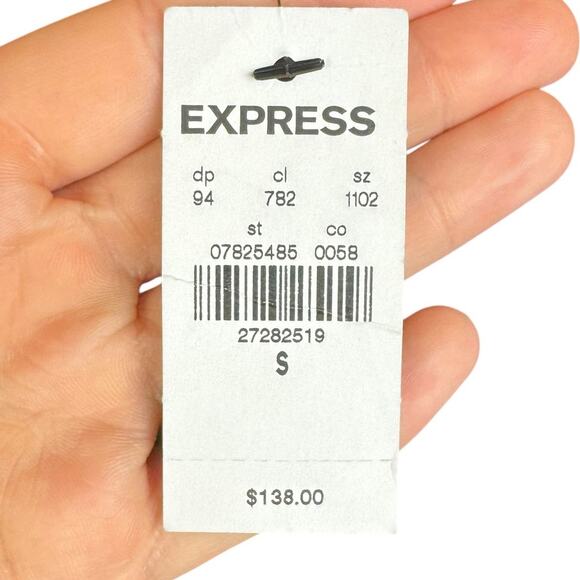 EXPRESS
dp cl sz
94 782 1102
st co
07825485 0058
27282519
S
$138.00